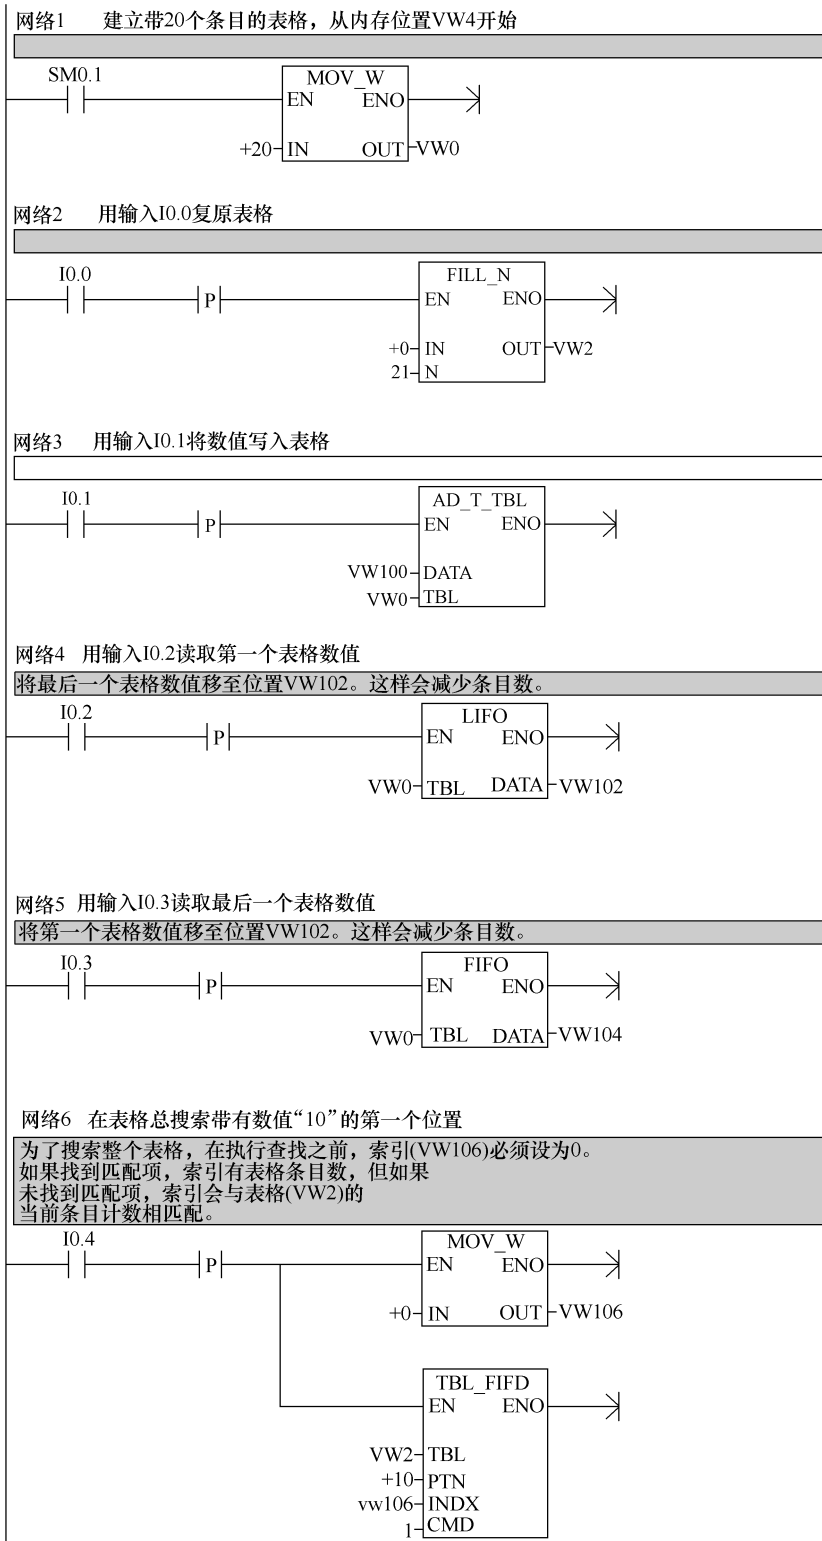 网络1 建立带20个条目的表格，从内存位置VW4开始
SM0.1
MOV_W
EN ENO
+20 IN OUT VW0
网络2 用输入I0.0复原表格
I0.0
P
FILL_N
EN ENO
+0 IN OUT VW2
21 N
网络3 用输入I0.1将数值写入表格
I0.1
P
AD_T_TBL
EN ENO
VW100 DATA
VW0 TBL
网络4 用输入I0.2读取第一个表格数值
将最后一个表格数值移至位置VW102。这样会减少条目数。
I0.2
P
LIFO
EN ENO
VW0 TBL DATA VW102
网络5 用输入I0.3读取最后一个表格数值
将第一个表格数值移至位置VW102。这样会减少条目数。
I0.3
P
FIFO
EN ENO
VW0 TBL DATA VW104
网络6 在表格总搜索带有数值“10”的第一个位置
为了搜索整个表格，在执行查找之前，索引(VW106)必须设为0。
如果找到匹配项，索引有表格条目数，但如果
未找到匹配项，索引会与表格(VW2)的
当前条目计数相匹配。
I0.4
P
MOV_W
EN ENO
+0 IN OUT VW106
TBL_FIFD
EN ENO
VW2 TBL
+10 PTN
vw106 INDX
1 CMD